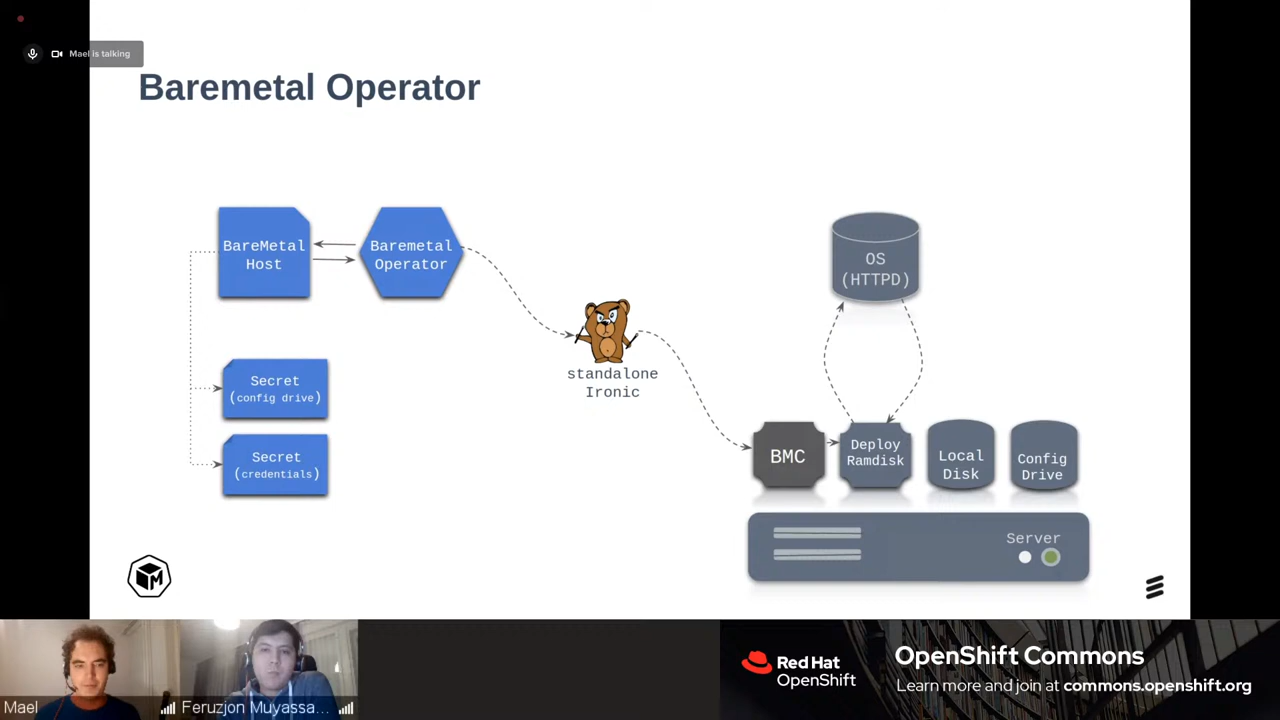 Mael is talking
Baremetal Operator
BareMetal
Host
Baremetal
Operator
OS
(HTTPD)
standalone
Ironic
Secret
(config drive)
Secret
(credentials)
BMC
Deploy
Ramdisk
Local
Disk
Config
Drive
Server
M
Mael
Feruzjon Muyassa...
Red Hat
OpenShift
OpenShift Commons
Learn more and join at commons.openshift.org